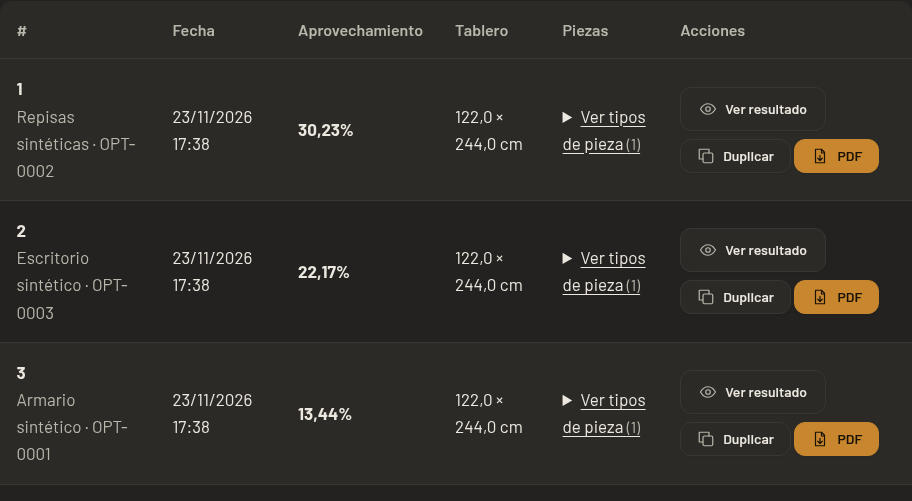 # Fecha Aprovechamiento Tablero Piezas Acciones
1
Repisas
sintéticas · OPT-
0002
23/11/2026
17:38
30,23%
122,0 ×
244,0 cm
▶ Ver tipos
de pieza (1)
Ver resultado
Duplicar PDF
2
Escritorio
sintético · OPT-
0003
23/11/2026
17:38
22,17%
122,0 ×
244,0 cm
▶ Ver tipos
de pieza (1)
Ver resultado
Duplicar PDF
3
Armario
sintético · OPT-
0001
23/11/2026
17:38
13,44%
122,0 ×
244,0 cm
▶ Ver tipos
de pieza (1)
Ver resultado
Duplicar PDF